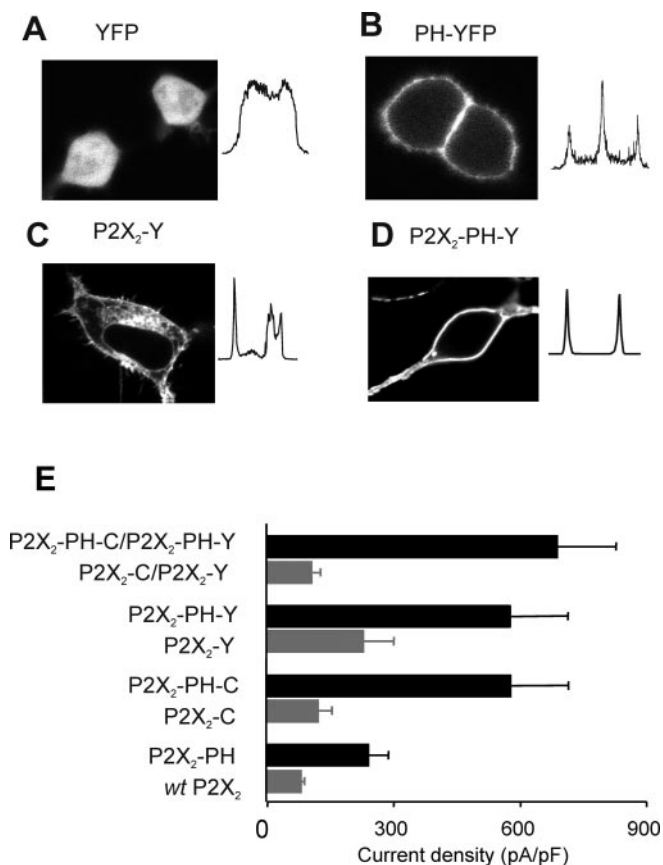 A
YFP
B
PH-YFP
C
P2X₂-Y
D
P2X₂-PH-Y
E
P2X₂-PH-C/P2X₂-PH-Y
P2X₂-C/P2X₂-Y
P2X₂-PH-Y
P2X₂-Y
P2X₂-PH-C
P2X₂-C
P2X₂-PH
wt P2X₂
0 300 600 900
Current density (pA/pF)